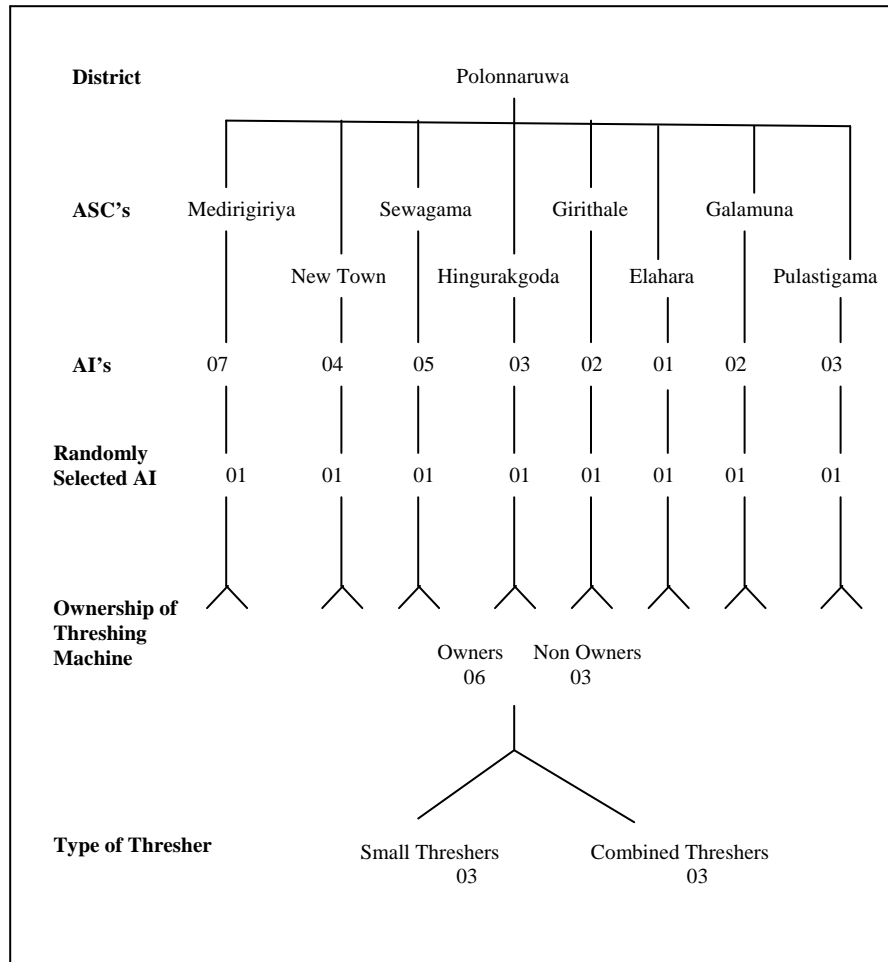 District Polonnaruwa
ASC's Medirigiriya Sewagama Girithale Galamuna
New Town Hingurakgoda Elahara Pulastigama
AI's 07 04 05 03 02 01 02 03
Randomly
Selected AI 01 01 01 01 01 01 01 01
Ownership of
Threshing
Machine
Owners Non Owners
06 03
Type of Thresher Small Threshers Combined Threshers
03 03